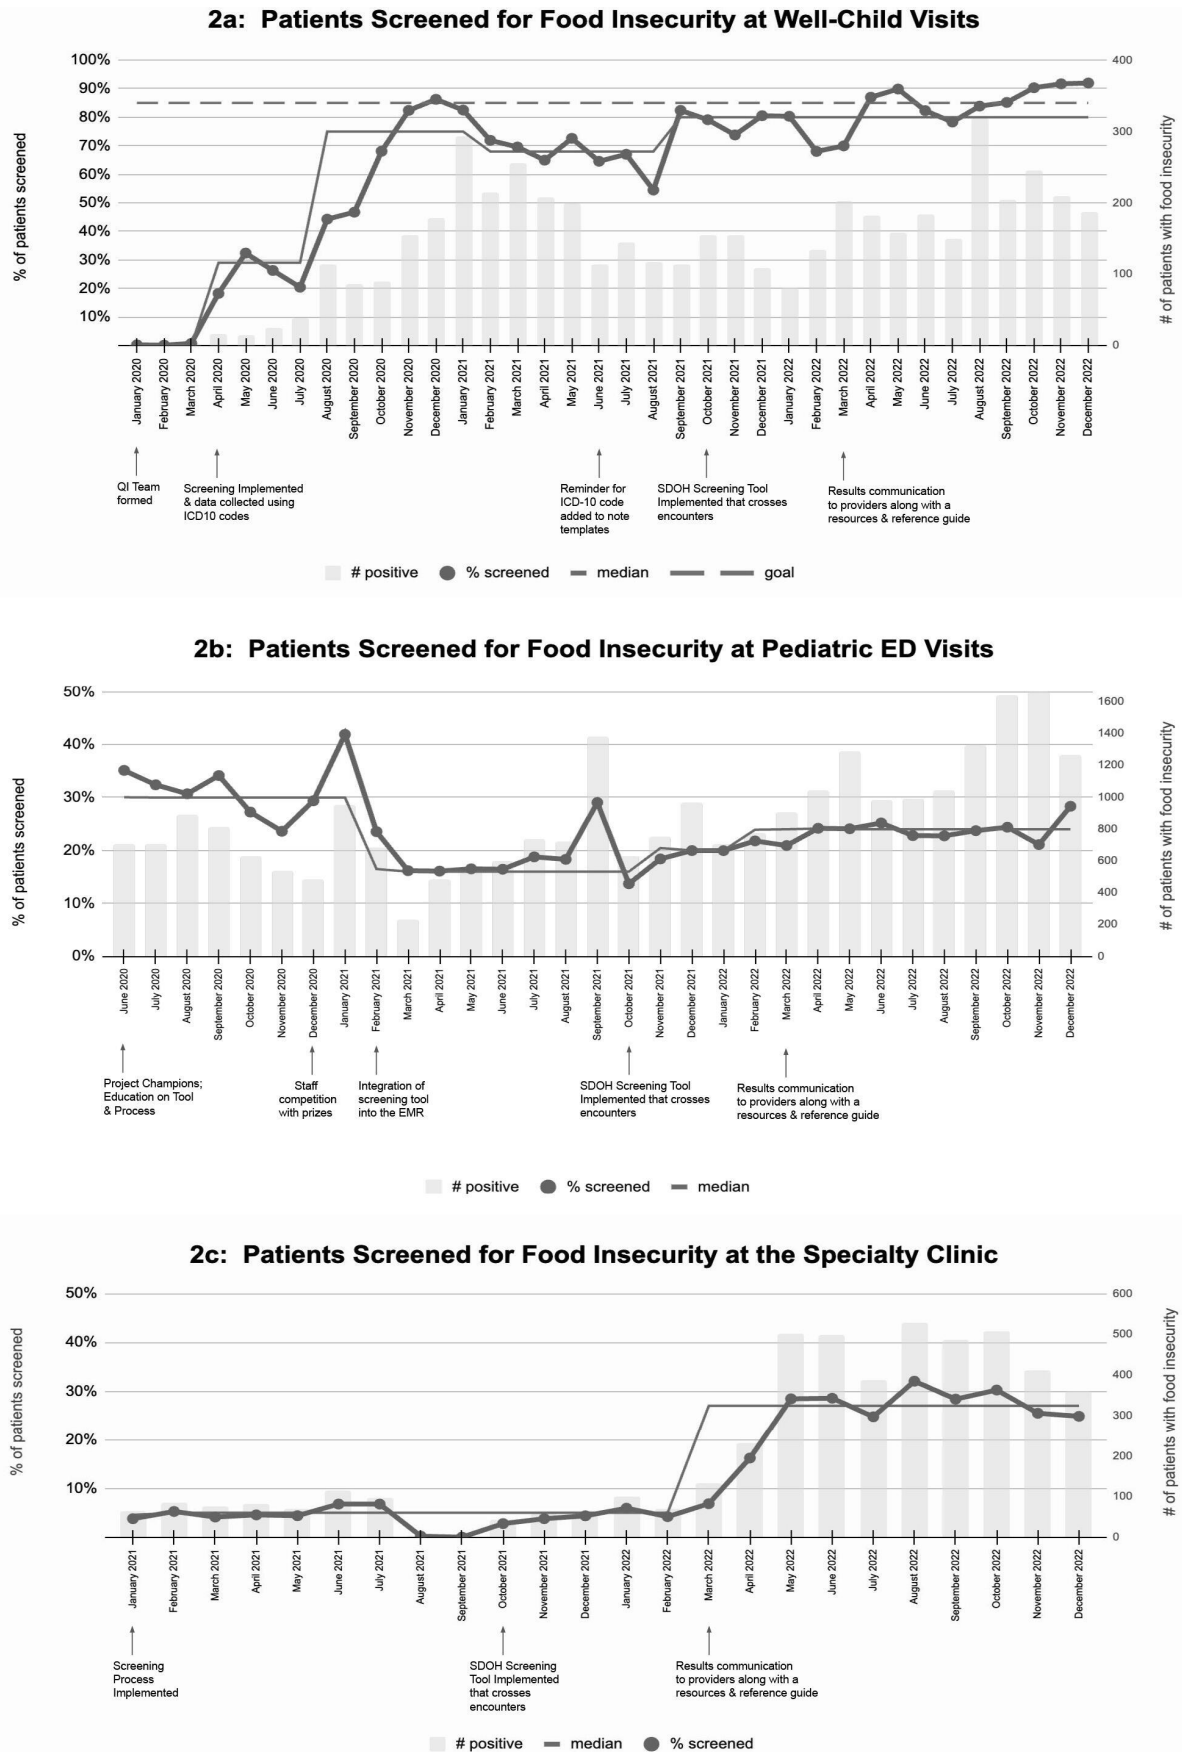 2a: Patients Screened for Food Insecurity at Well-Child Visits
% of patients screened
100%
90%
80%
70%
60%
50%
40%
30%
20%
10%
400
300
200
100
0
# of patients with food insecurity
January 2020
February 2020
March 2020
April 2020
May 2020
June 2020
July 2020
August 2020
September 2020
October 2020
November 2020
December 2020
January 2021
February 2021
March 2021
April 2021
May 2021
June 2021
July 2021
August 2021
September 2021
October 2021
November 2021
December 2021
January 2022
February 2022
March 2022
April 2022
May 2022
June 2022
July 2022
August 2022
September 2022
October 2022
November 2022
December 2022
QI Team
formed
Screening Implemented
& data collected using
ICD10 codes
Reminder for
ICD-10 code
added to note
templates
SDOH Screening Tool
Implemented that crosses
encounters
Results communication
to providers along with a
resources & reference guide
# positive
% screened
median
goal
2b: Patients Screened for Food Insecurity at Pediatric ED Visits
% of patients screened
50%
40%
30%
20%
10%
0%
1600
1400
1200
1000
800
600
400
200
0
# of patients with food insecurity
June 2020
July 2020
August 2020
September 2020
October 2020
November 2020
December 2020
January 2021
February 2021
March 2021
April 2021
May 2021
June 2021
July 2021
August 2021
September 2021
October 2021
November 2021
December 2021
January 2022
February 2022
March 2022
April 2022
May 2022
June 2022
July 2022
August 2022
September 2022
October 2022
November 2022
December 2022
Project Champions;
Education on Tool
& Process
Staff
competition
with prizes
Integration of
screening tool
into the EMR
SDOH Screening Tool
Implemented that crosses
encounters
Results communication
to providers along with a
resources & reference guide
# positive
% screened
median
2c: Patients Screened for Food Insecurity at the Specialty Clinic
% of patients screened
50%
40%
30%
20%
10%
600
500
400
300
200
100
0
# of patients with food insecurity
January 2021
February 2021
March 2021
April 2021
May 2021
June 2021
July 2021
August 2021
September 2021
October 2021
November 2021
December 2021
January 2022
February 2022
March 2022
April 2022
May 2022
June 2022
July 2022
August 2022
September 2022
October 2022
November 2022
December 2022
Screening
Process
Implemented
SDOH Screening
Tool Implemented
that crosses
encounters
Results communication
to providers along with a
resources & reference guide
# positive
median
% screened